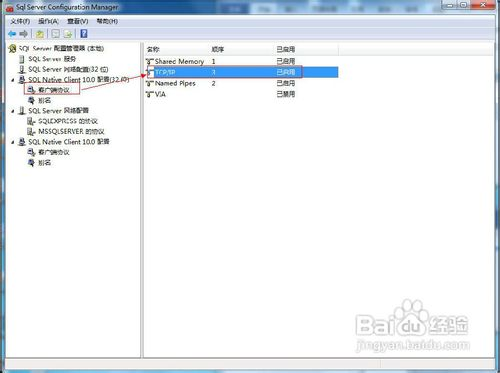 Sql Server Configuration Manager
文件(F) 操作(A) 查看(V) 帮助(H)
SQL Server 配置管理器 (本地)
SQL Server 服务
SQL Server 网络配置(32 位)
SQL Native Client 10.0 配置(32 位)
客户端协议
别名
SQL Server 网络配置
SQLEXPRESS 的协议
MSSQLSERVER 的协议
SQL Native Client 10.0 配置
客户端协议
别名
名称 顺序 已启用
Shared Memory 1 已启用
TCP/IP 3 已启用
Named Pipes 2 已启用
VIA 已禁用
Baidu 经验
jingyan.baidu.com